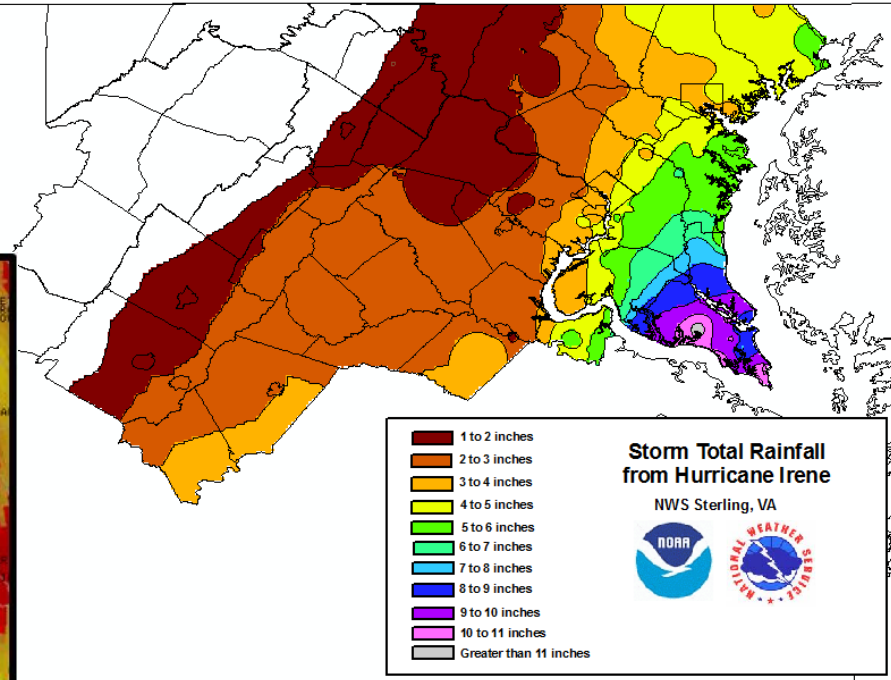 1 to 2 inches
2 to 3 inches
3 to 4 inches
4 to 5 inches
5 to 6 inches
6 to 7 inches
7 to 8 inches
8 to 9 inches
9 to 10 inches
10 to 11 inches
Greater than 11 inches
Storm Total Rainfall
from Hurricane Irene
NWS Sterling, VA
NOAA
NATIONAL WEATHER SERVICE